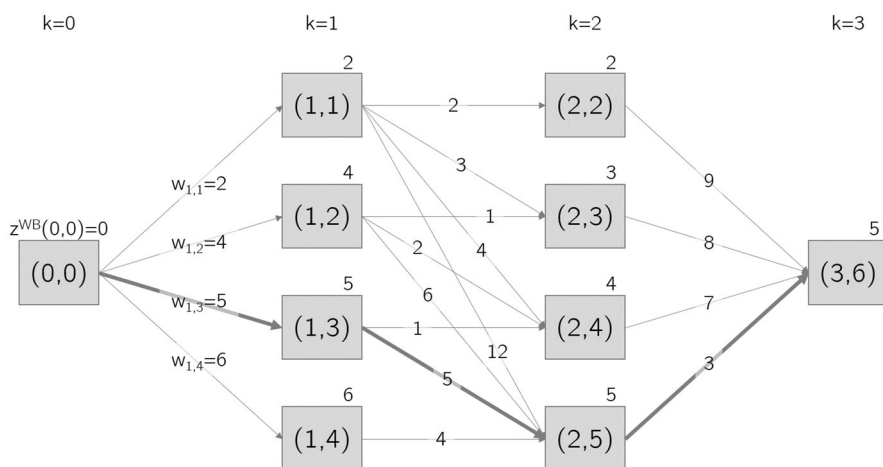 k=0 k=1 k=2 k=3
2 2
(1,1) 2 (2,2)
w1,1=2 3 9
4 3
(1,2) 1 (2,3)
zWB(0,0)=0 w1,2=4 2 4 8 5
(0,0) (3,6)
w1,3=5 5 6 4 7
(1,3) 1 (2,4)
w1,4=6 5 12 3
6 5
(1,4) 4 (2,5)